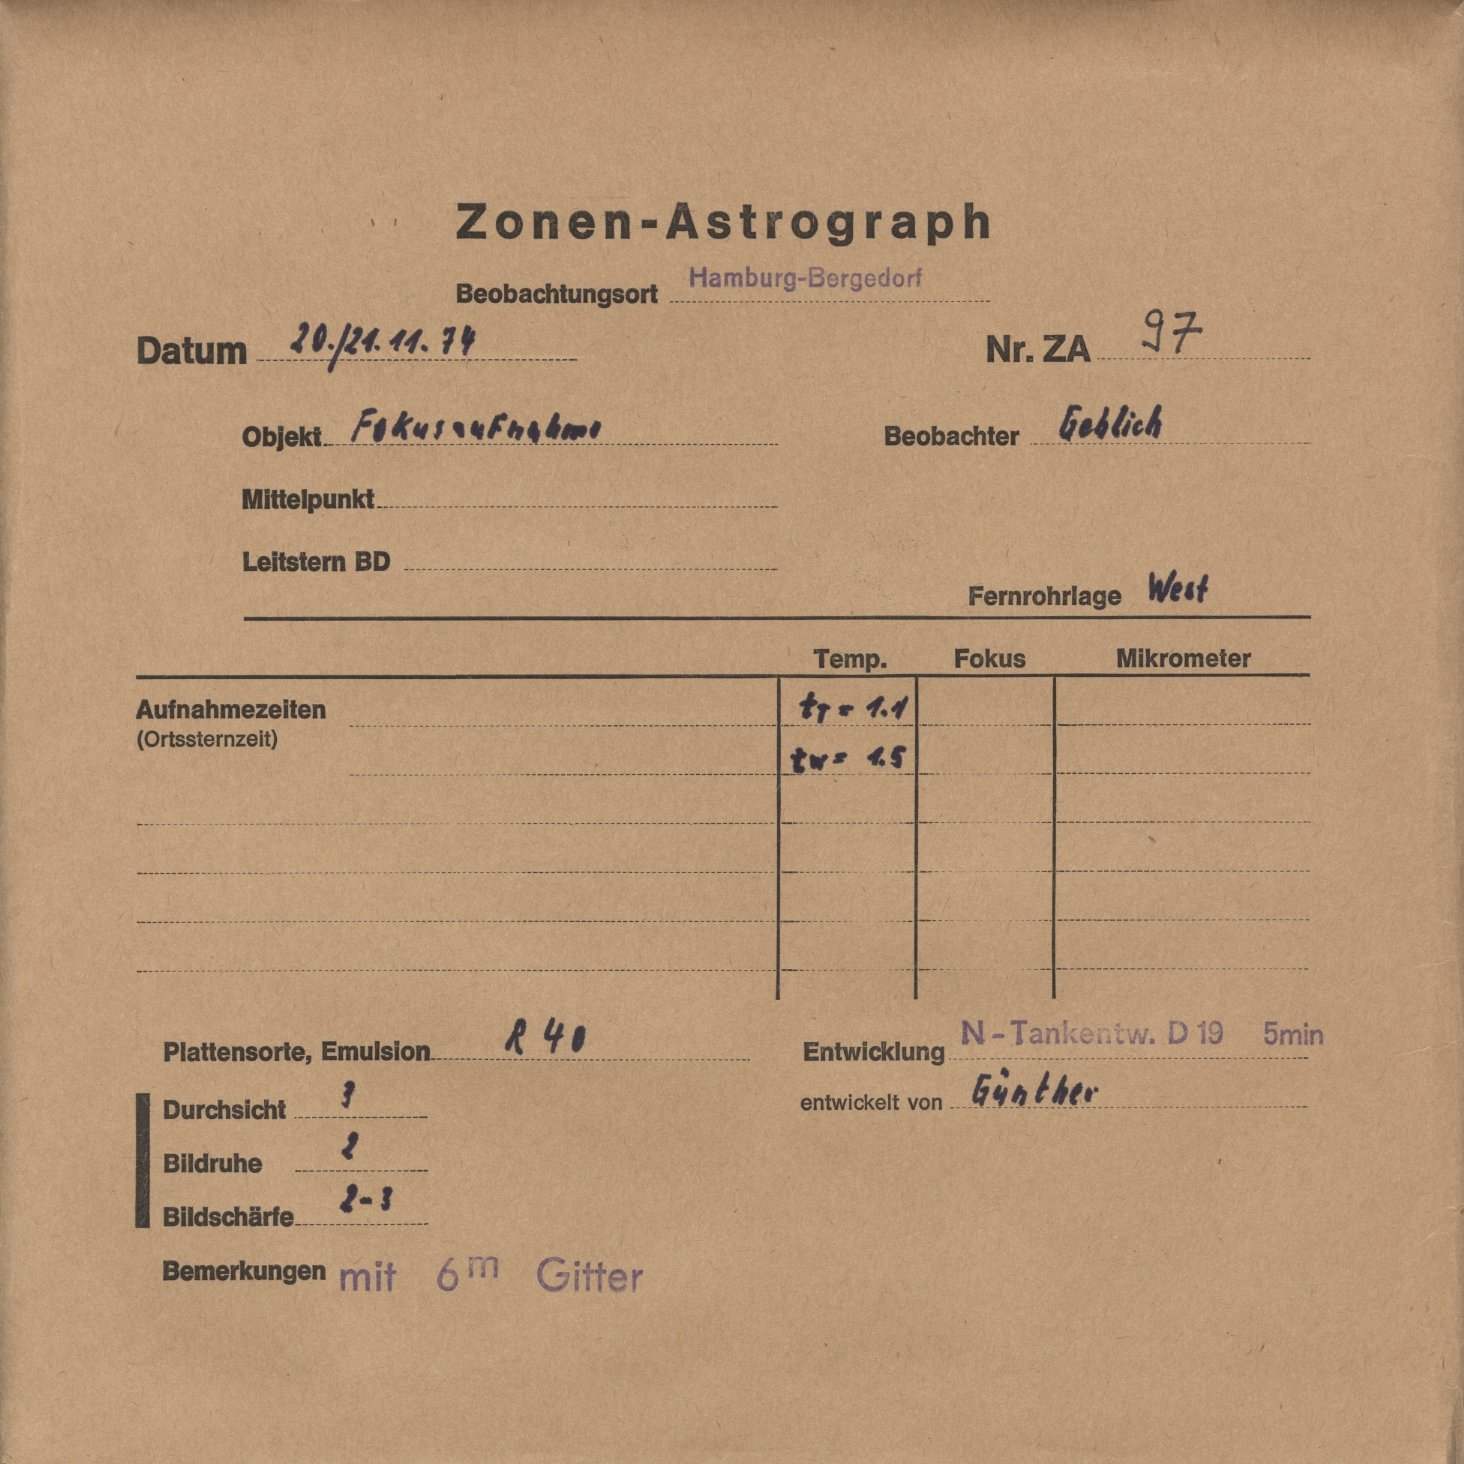 Zonen-Astrograph
Beobachtungsort Hamburg-Bergedorf
Datum 20./21.11.74 Nr. ZA 97
Objekt Fokusaufnahme Beobachter Geblich
Mittelpunkt
Leitstern BD
Fernrohrlage West
Temp. Fokus Mikrometer
Aufnahmezeiten tT = 1.1
(Ortssternzeit)
tw = 1.5
Plattensorte, Emulsion R 40 Entwicklung N-Tankentw. D 19 5min
Durchsicht 3 entwickelt von Günther
Bildruhe 2
Bildschärfe 2-3
Bemerkungen mit 6m Gitter